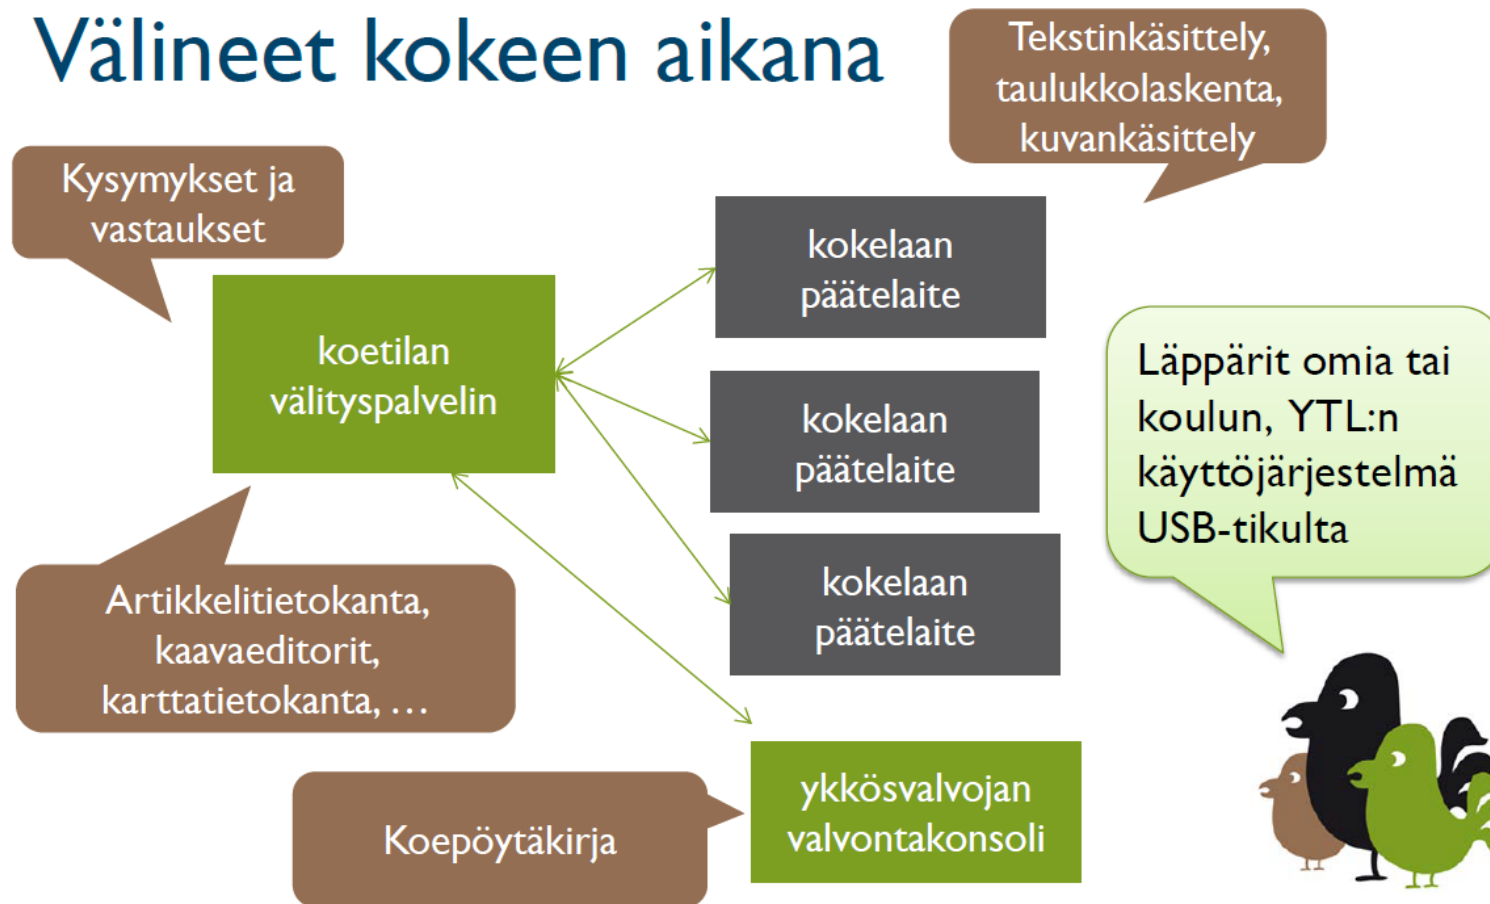 Välineet kokeen aikana
Tekstinkäsittely,
taulukkolaskenta,
kuvankäsittely
Kysymykset ja
vastaukset
kokelaan
päätelaite
koetilan
välityspalvelin
kokelaan
päätelaite
Läppärit omia tai
koulun, YTL:n
käyttöjärjestelmä
USB-tikulta
kokelaan
päätelaite
Artikkelitietokanta,
kaavaeditorit,
karttatietokanta, …
ykkösvalvojan
valvontakonsoli
Koepöytäkirja